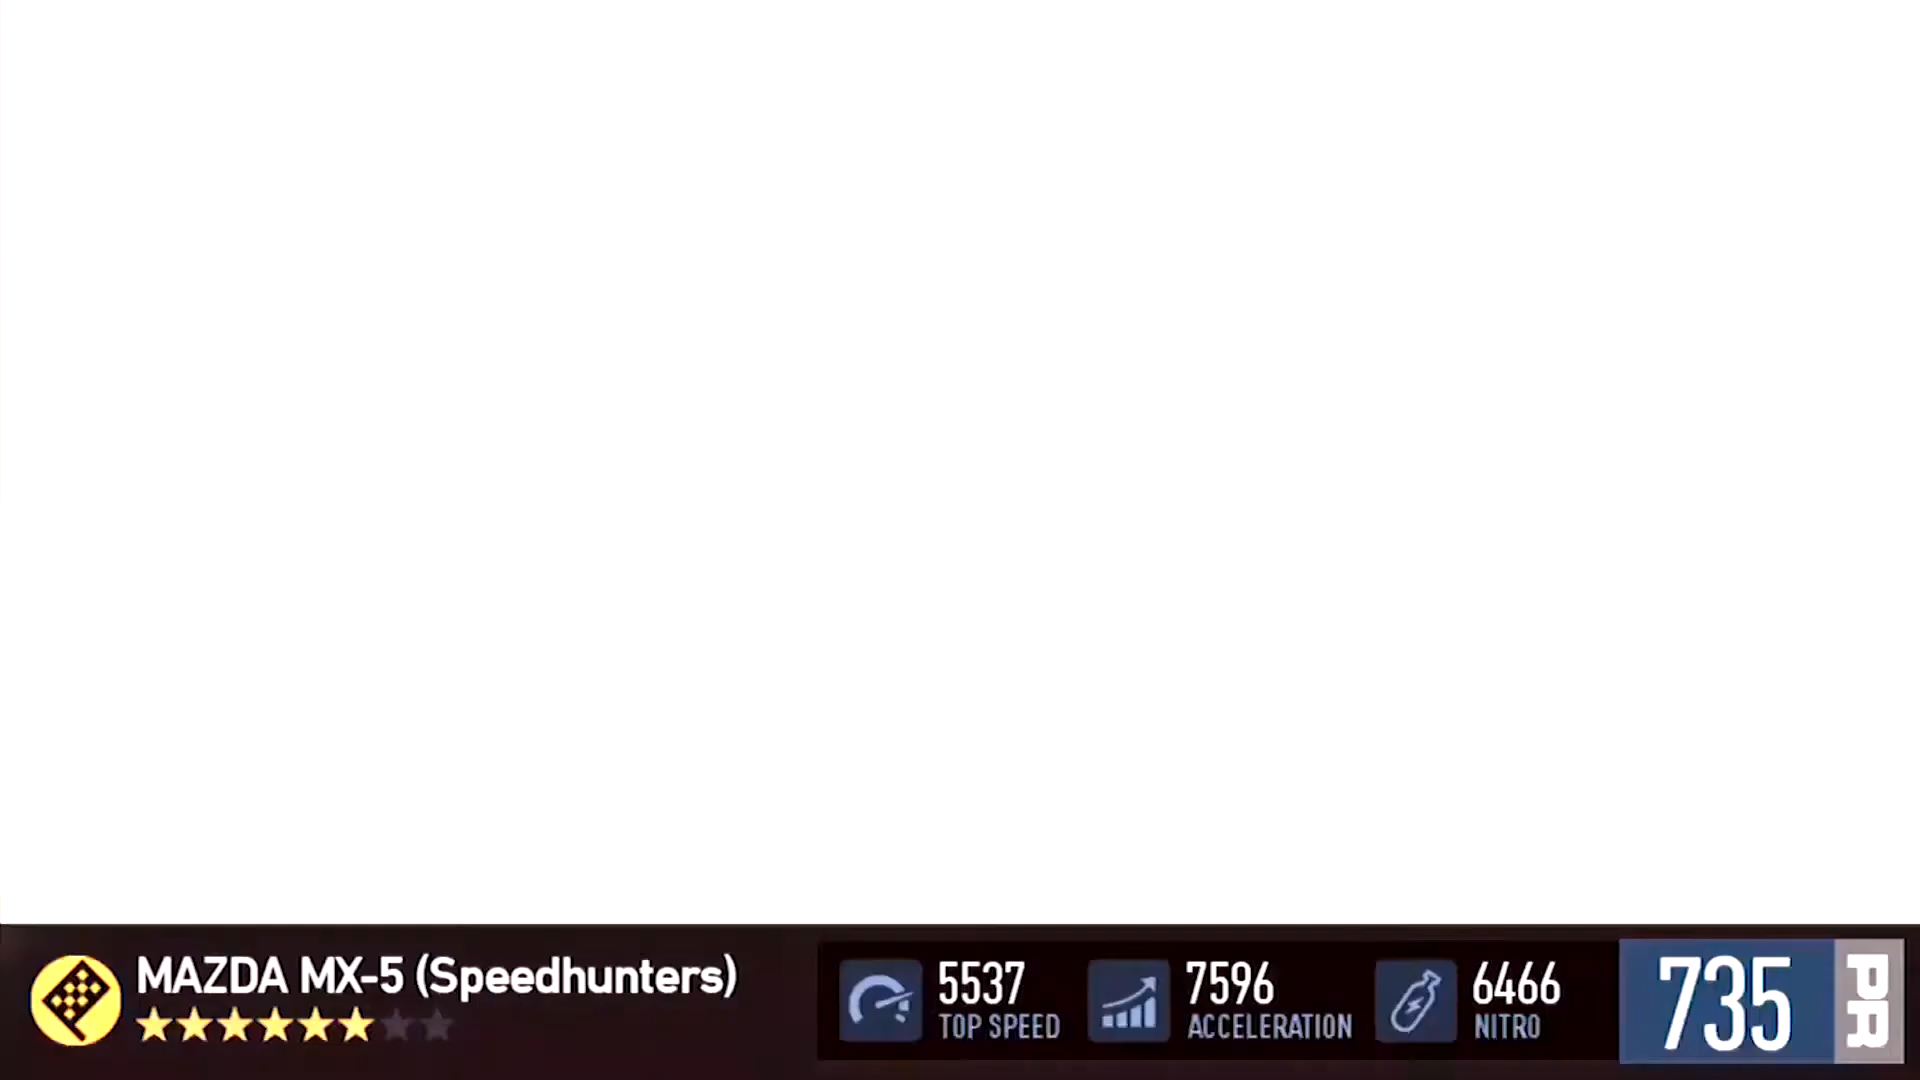 MAZDA MX-5 (Speedhunters)
5537
TOP SPEED
7596
ACCELERATION
6466
NITRO
735
PR